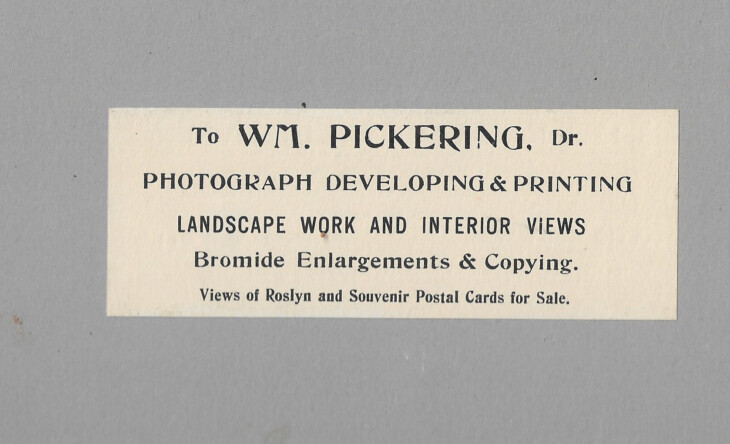 To WM. PICKERING, Dr.
PHOTOGRAPH DEVELOPING & PRINTING
LANDSCAPE WORK AND INTERIOR VIEWS
Bromide Enlargements & Copying.
Views of Roslyn and Souvenir Postal Cards for Sale.